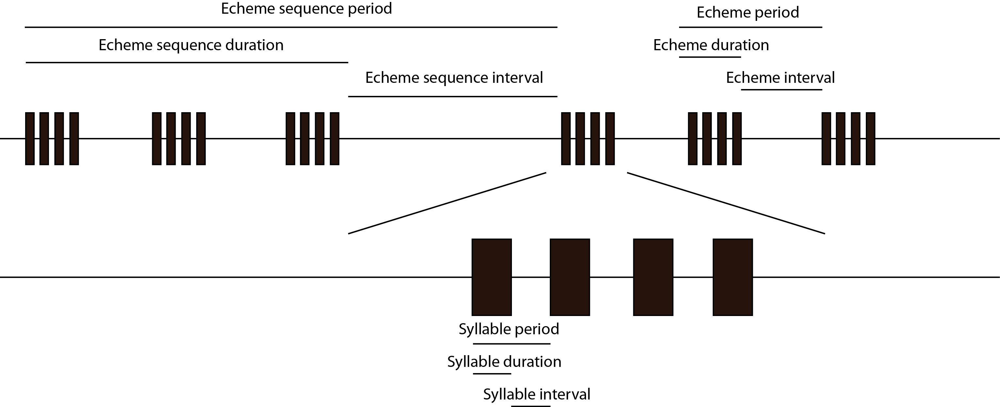 Echeme sequence period
Echeme period
Echeme sequence duration
Echeme duration
Echeme sequence interval
Echeme interval
Syllable period
Syllable duration
Syllable interval